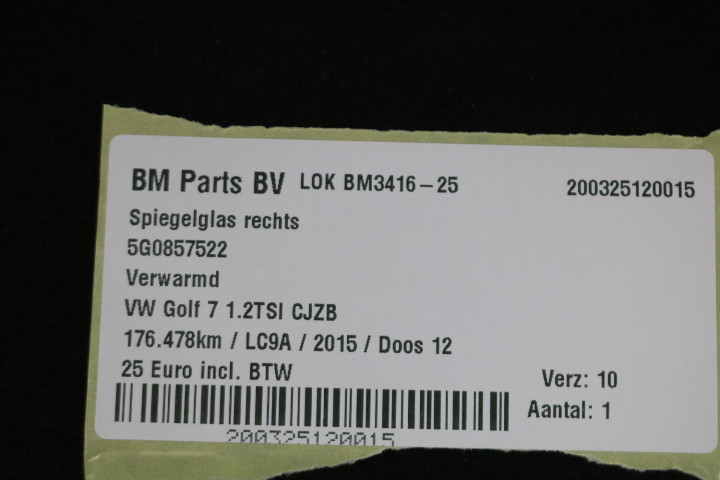 BM Parts BV LOK BM3416-25 200325120015
Spiegelglas rechts
5G0857522
Verwarmd
VW Golf 7 1.2TSI CJZB
176.478km / LC9A / 2015 / Doos 12
25 Euro incl. BTW
Verz: 10
Aantal: 1
200325120015